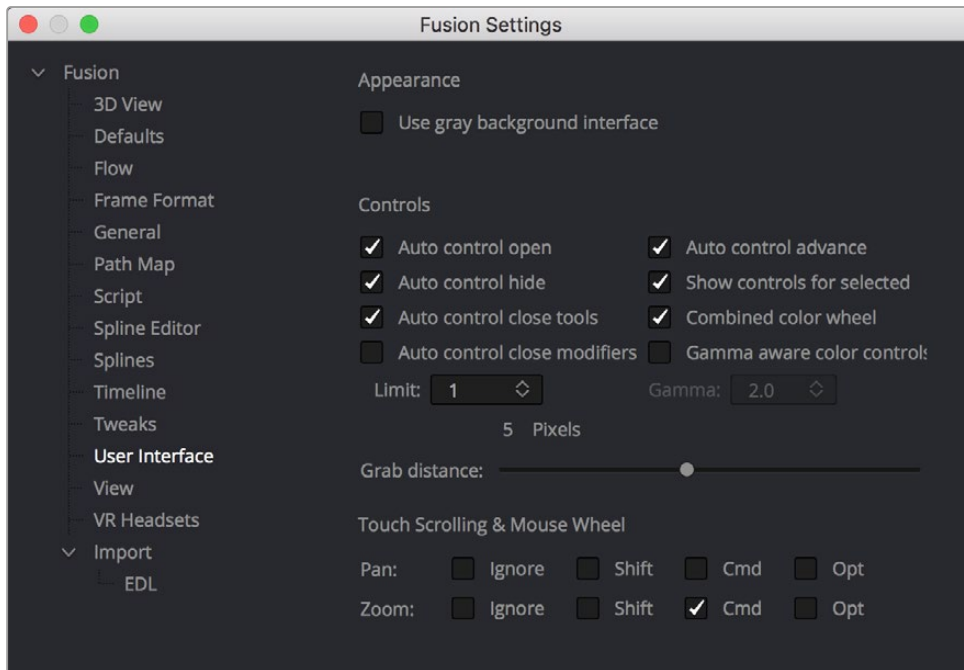 Fusion Settings
Fusion
3D View
Defaults
Flow
Frame Format
General
Path Map
Script
Spline Editor
Splines
Timeline
Tweaks
User Interface
View
VR Headsets
Import
EDL
Appearance
Use gray background interface
Controls
Auto control open Auto control advance
Auto control hide Show controls for selected
Auto control close tools Combined color wheel
Auto control close modifiers Gamma aware color controls
Limit: 1 Gamma: 2.0
5 Pixels
Grab distance:
Touch Scrolling & Mouse Wheel
Pan: Ignore Shift Cmd Opt
Zoom: Ignore Shift Cmd Opt